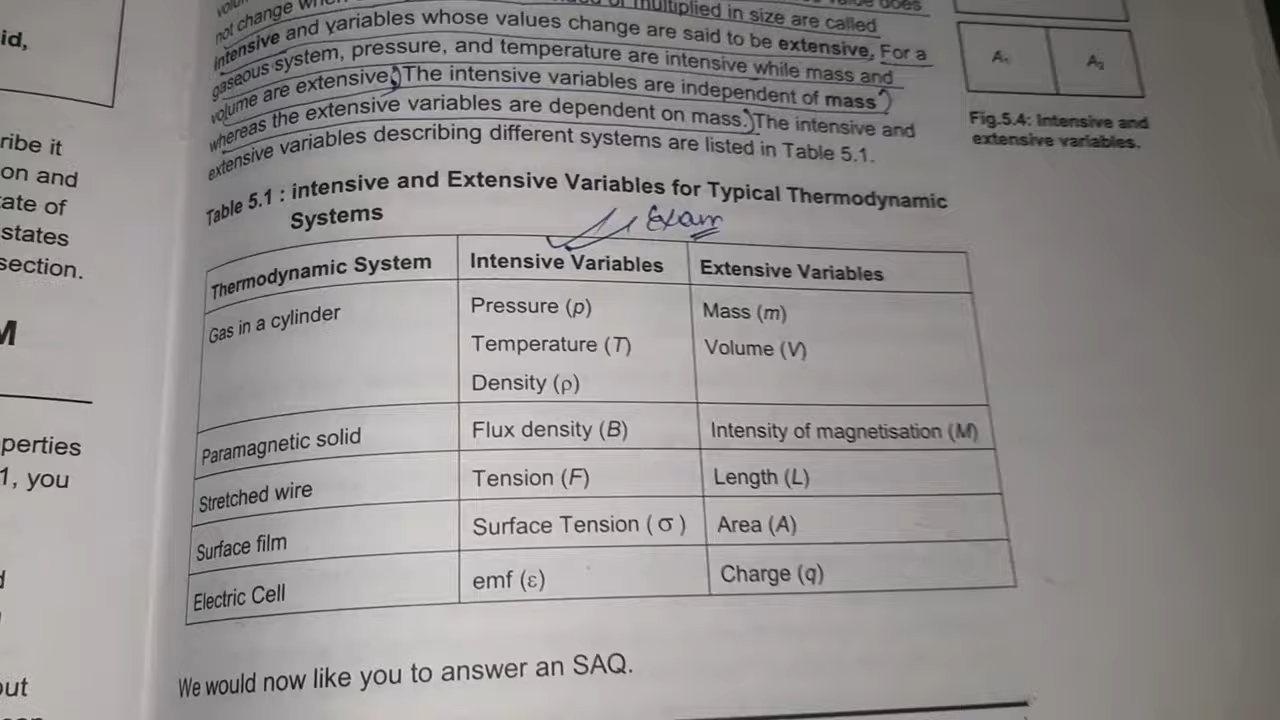 id,
ribe it
on and
ate of
states
section.
M
perties
1, you
out
not change when multiplied in size are called
intensive and variables whose values change are said to be extensive. For a
gaseous system, pressure, and temperature are intensive while mass and
volume are extensive. The intensive variables are independent of mass
whereas the extensive variables are dependent on mass. The intensive and
extensive variables describing different systems are listed in Table 5.1.
A₁ A₂
Fig.5.4: Intensive and
extensive variables.
Table 5.1 : intensive and Extensive Variables for Typical Thermodynamic
Systems
Exam
Thermodynamic System Intensive Variables Extensive Variables
Gas in a cylinder Pressure (p) Mass (m)
Temperature (T) Volume (V)
Density (ρ)
Paramagnetic solid Flux density (B) Intensity of magnetisation (M)
Stretched wire Tension (F) Length (L)
Surface film Surface Tension (σ) Area (A)
Electric Cell emf (ε) Charge (q)
We would now like you to answer an SAQ.